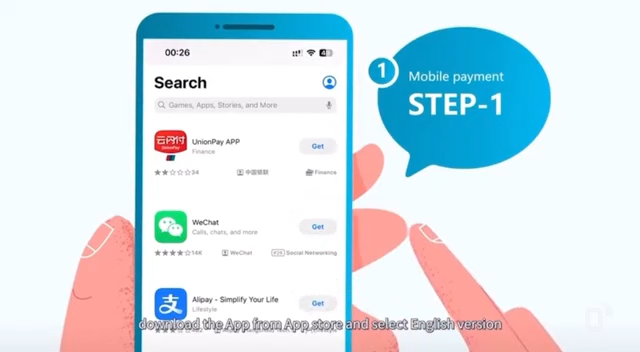 00:26
Search
Games, Apps, Stories, and More
云闪付
UnionPay
UnionPay APP
Finance
Get
★★☆☆☆ 34
中国银联
Finance
WeChat
Calls, chats, and more
Get
★★★★☆ 14K
WeChat
Social Networking
支
Alipay - Simplify Your Life
Lifestyle
Get
1
Mobile payment
STEP-1
download the App from App store and select English version